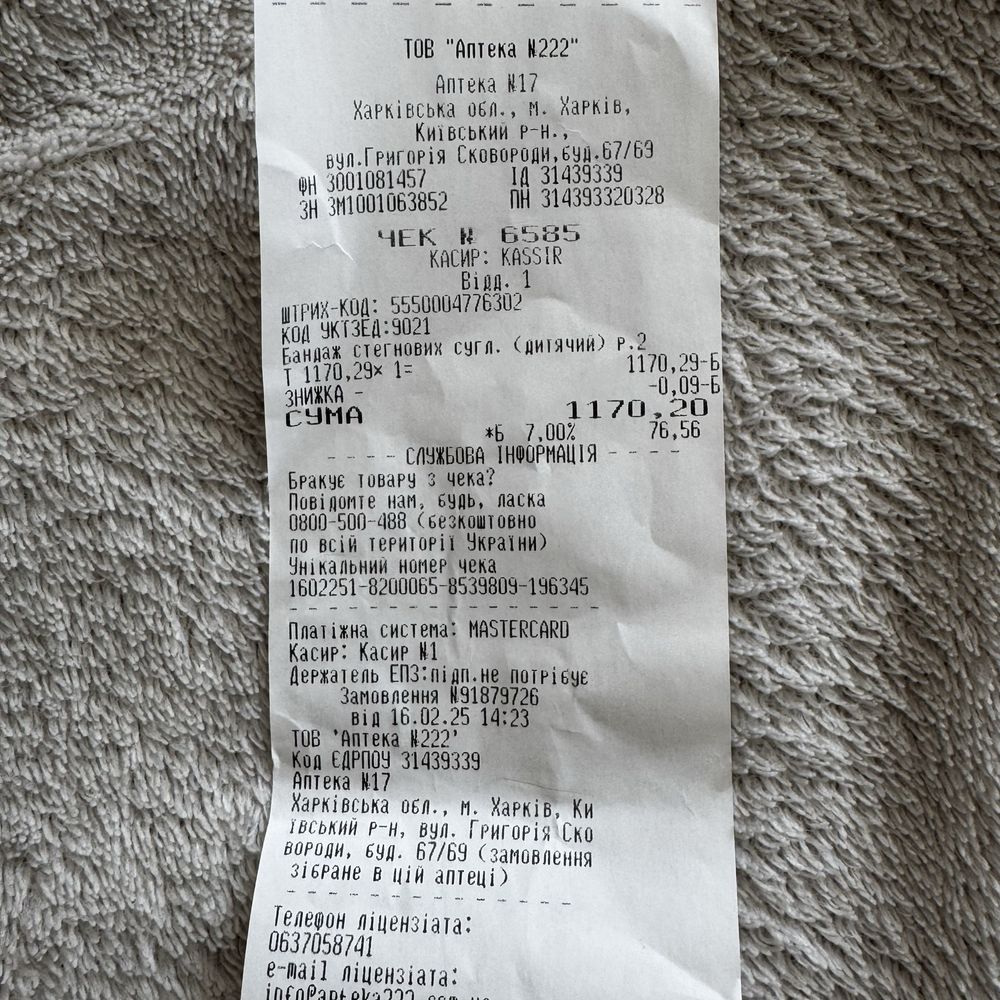 ТОВ "Аптека №222"
Аптека №17
Харківська обл., м. Харків,
Київський р-н.,
вул.Григорія Сковороди,буд.67/69
ФН 3001081457 ІД 31439339
ЗН ЗМ1001063852 ПН 314393320328
ЧЕК № 6585
КАСИР: KASSIR
Відд. 1
ШТРИХ-КОД: 5550004776302
КОД УКТЗЕД:9021
Бандаж стегнових сугл. (дитячий) р.2
Т 1170,29× 1= 1170,29-Б
ЗНИЖКА - -0,09-Б
СУМА 1170,20
*Б 7,00% 76,56
- - - - СЛУЖБОВА ІНФОРМАЦІЯ - - - -
Бракує товару з чека?
Повідомте нам, будь, ласка
0800-500-488 (безкоштовно
по всій території України)
Унікальний номер чека
1602251-8200065-8539809-196345
Платіжна система: MASTERCARD
Касир: Касир №1
Держатель ЕПЗ:підп.не потрібує
Замовлення №91879726
від 16.02.25 14:23
ТОВ 'Аптека №222'
Код ЄДРПОУ 31439339
Аптека №17
Харківська обл., м. Харків, Ки
ївський р-н, вул. Григорія Ско
вороди, буд. 67/69 (замовлення
зібране в цій аптеці)
Телефон ліцензіата:
0637058741
e-mail ліцензіата:
info@apteka222.com.ua